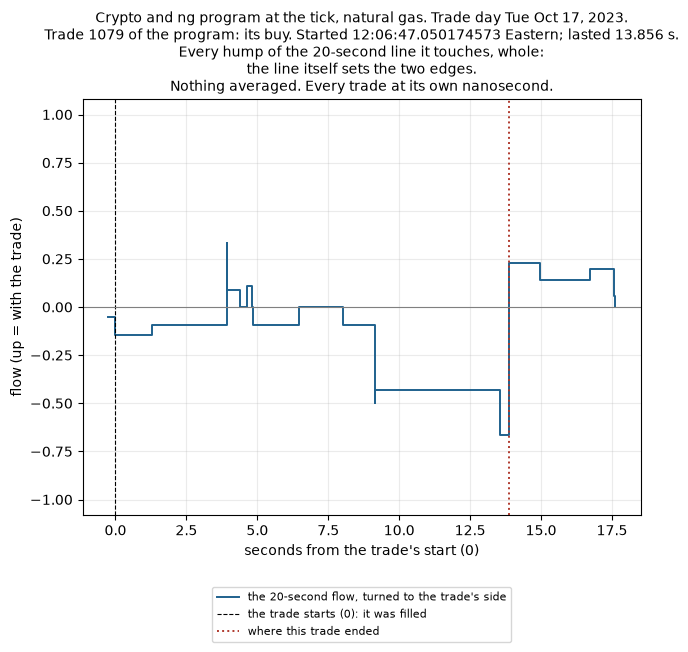 Crypto and ng program at the tick, natural gas. Trade day Tue Oct 17, 2023.
Trade 1079 of the program: its buy. Started 12:06:47.050174573 Eastern; lasted 13.856 s.
Every hump of the 20-second line it touches, whole:
the line itself sets the two edges.
Nothing averaged. Every trade at its own nanosecond.
1.00
0.75
0.50
0.25
0.00
−0.25
−0.50
−0.75
−1.00
flow (up = with the trade)
0.0 2.5 5.0 7.5 10.0 12.5 15.0 17.5
seconds from the trade's start (0)
the 20-second flow, turned to the trade's side
the trade starts (0): it was filled
where this trade ended